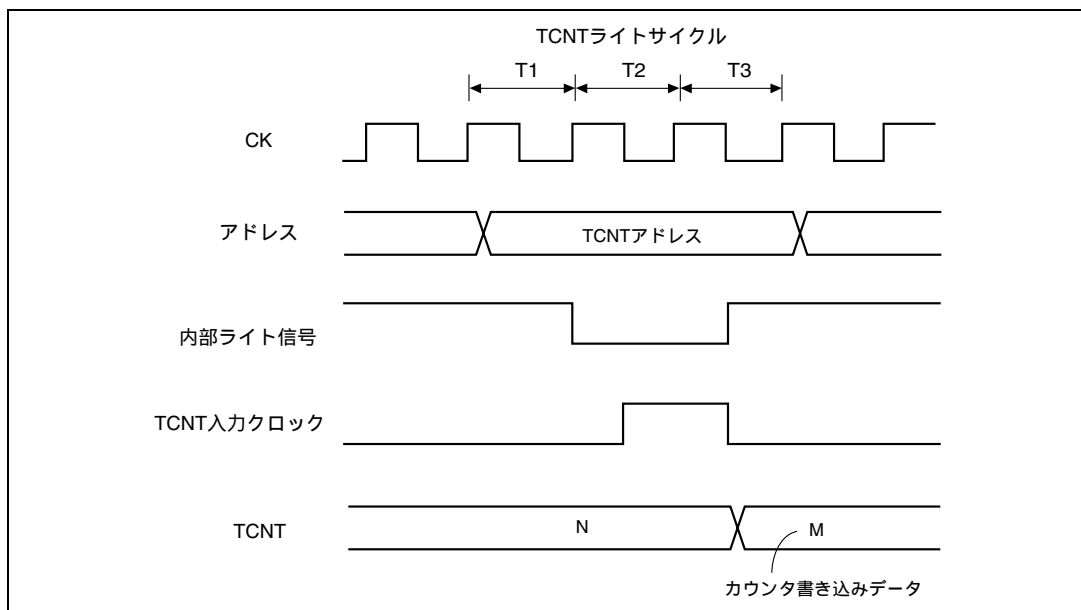 TCNTライトサイクル
T1 T2 T3
CK
アドレス TCNTアドレス
内部ライト信号
TCNT入力クロック
TCNT N M
カウンタ書き込みデータ